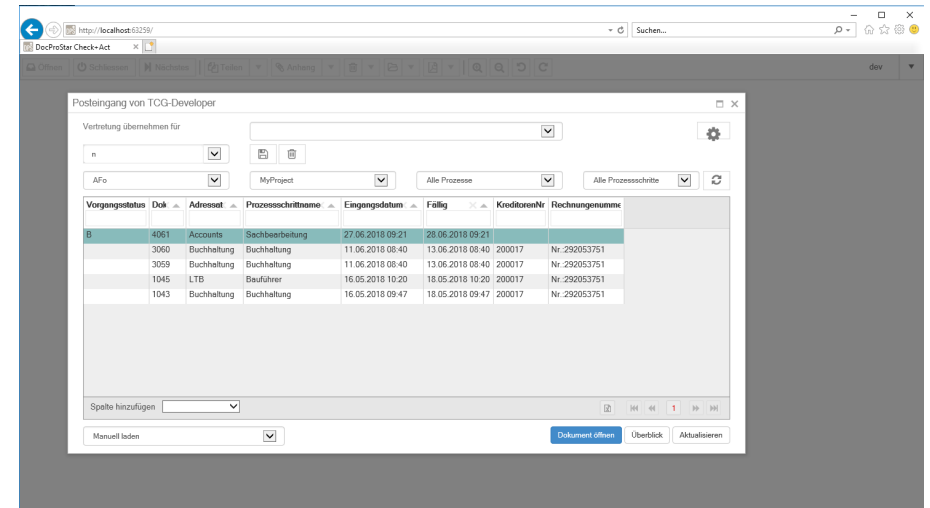 http://localhost:63259/
Suchen...
DocProStar Check+Act
Öffnen Schliessen Nächste Teilen Anhang dev
Posteingang von TCG-Developer
Vertretung übernehmen für
n
AFo MyProject Alle Prozesse Alle Prozessschritte
Vorgangsstatus Dok Adressat Prozessschrittname Eingangsdatum Fällig KreditorenNr Rechnungenumme
B 4061 Accounts Sachbearbeitung 27.06.2018 09:21 28.06.2018 09:21
3060 Buchhaltung Buchhaltung 11.06.2018 08:40 13.06.2018 08:40 200017 Nr.:292053751
3059 Buchhaltung Buchhaltung 11.06.2018 08:40 13.06.2018 08:40 200017 Nr.:292053751
1045 LTB Bauführer 16.05.2018 10:20 18.05.2018 10:20 200017 Nr.:292053751
1043 Buchhaltung Buchhaltung 16.05.2018 09:47 18.05.2018 09:47 200017 Nr.:292053751
Spalte hinzufügen 1
Manuell laden Dokument öffnen Überblick Aktualisieren